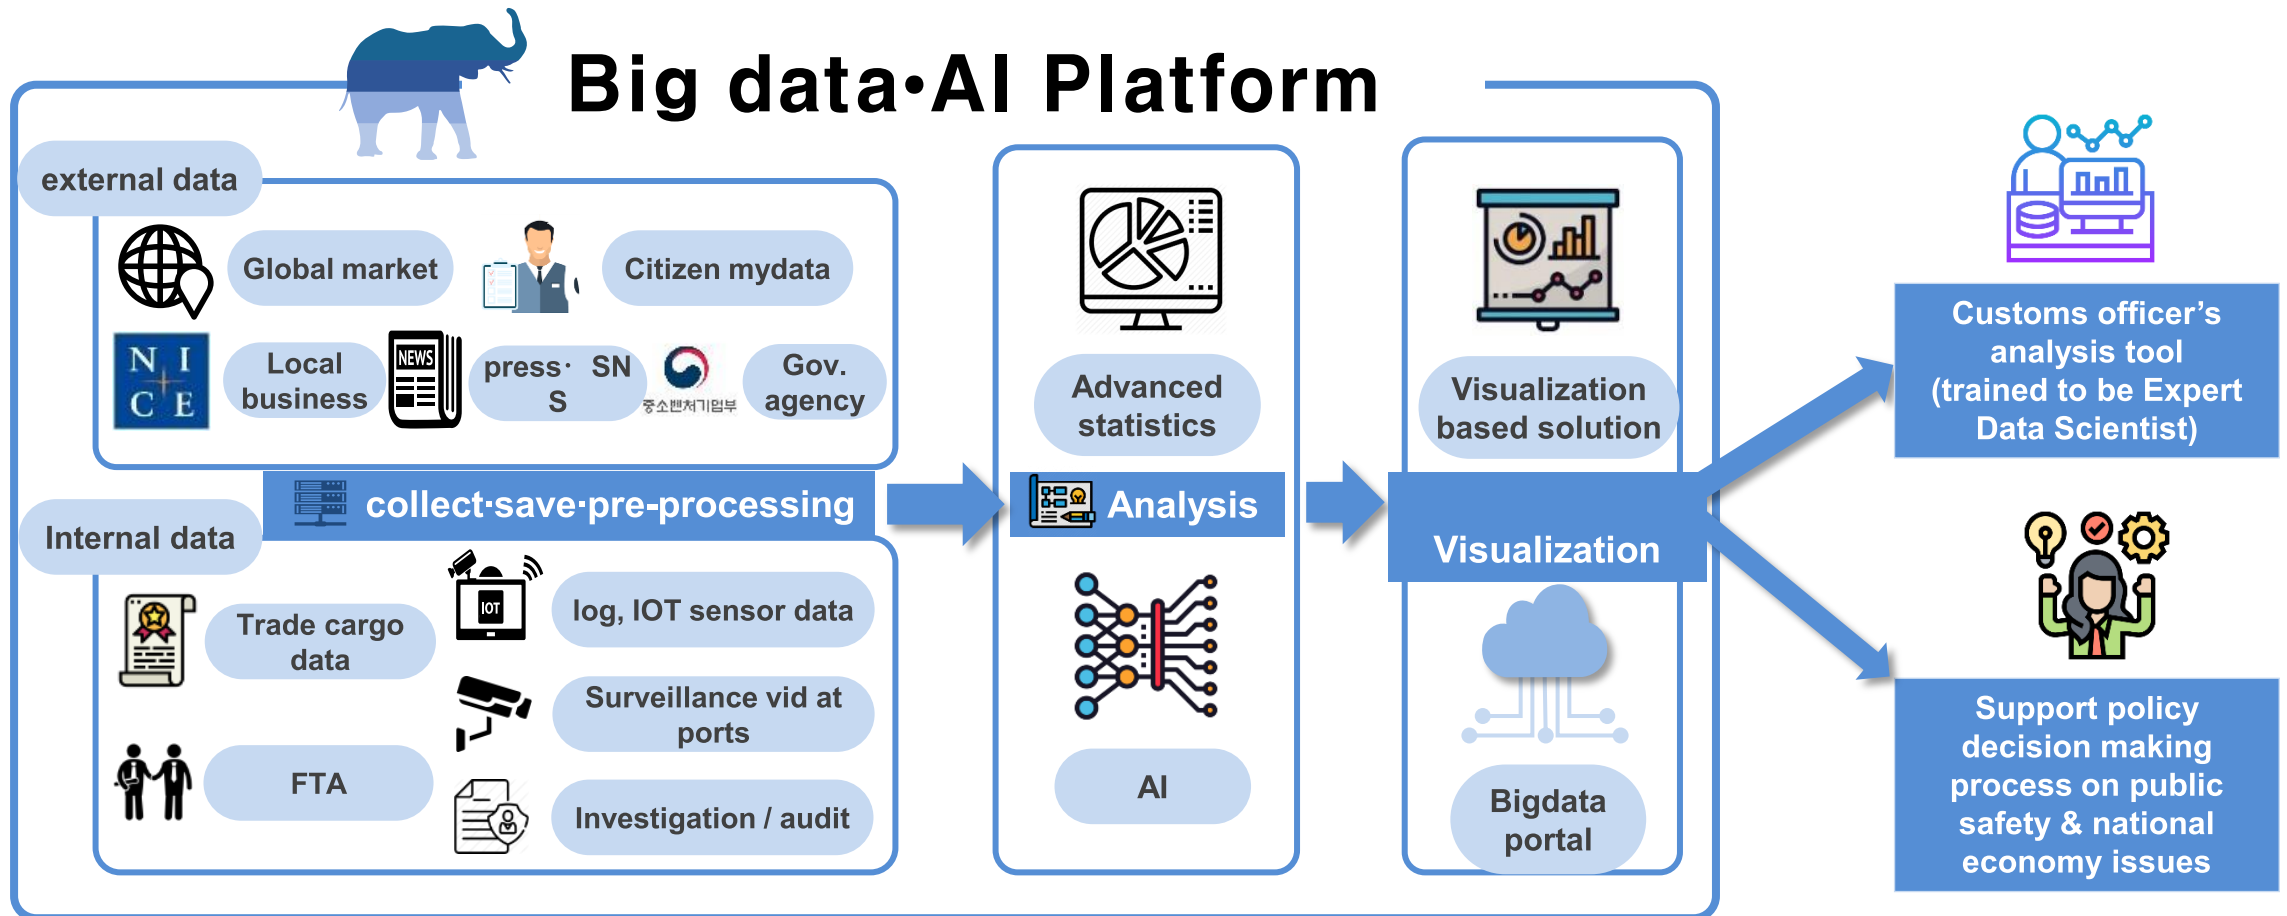 Big data•AI Platform
external data
Global market
Citizen mydata
N I
C E
Local
business
NEWS
press· SN
S
중소벤처기업부
Gov.
agency
collect·save·pre-processing
Internal data
Trade cargo
data
IOT
log, IOT sensor data
Surveillance vid at
ports
FTA
Investigation / audit
Advanced
statistics
Analysis
AI
Visualization
based solution
Visualization
Bigdata
portal
Customs officer’s
analysis tool
(trained to be Expert
Data Scientist)
Support policy
decision making
process on public
safety & national
economy issues